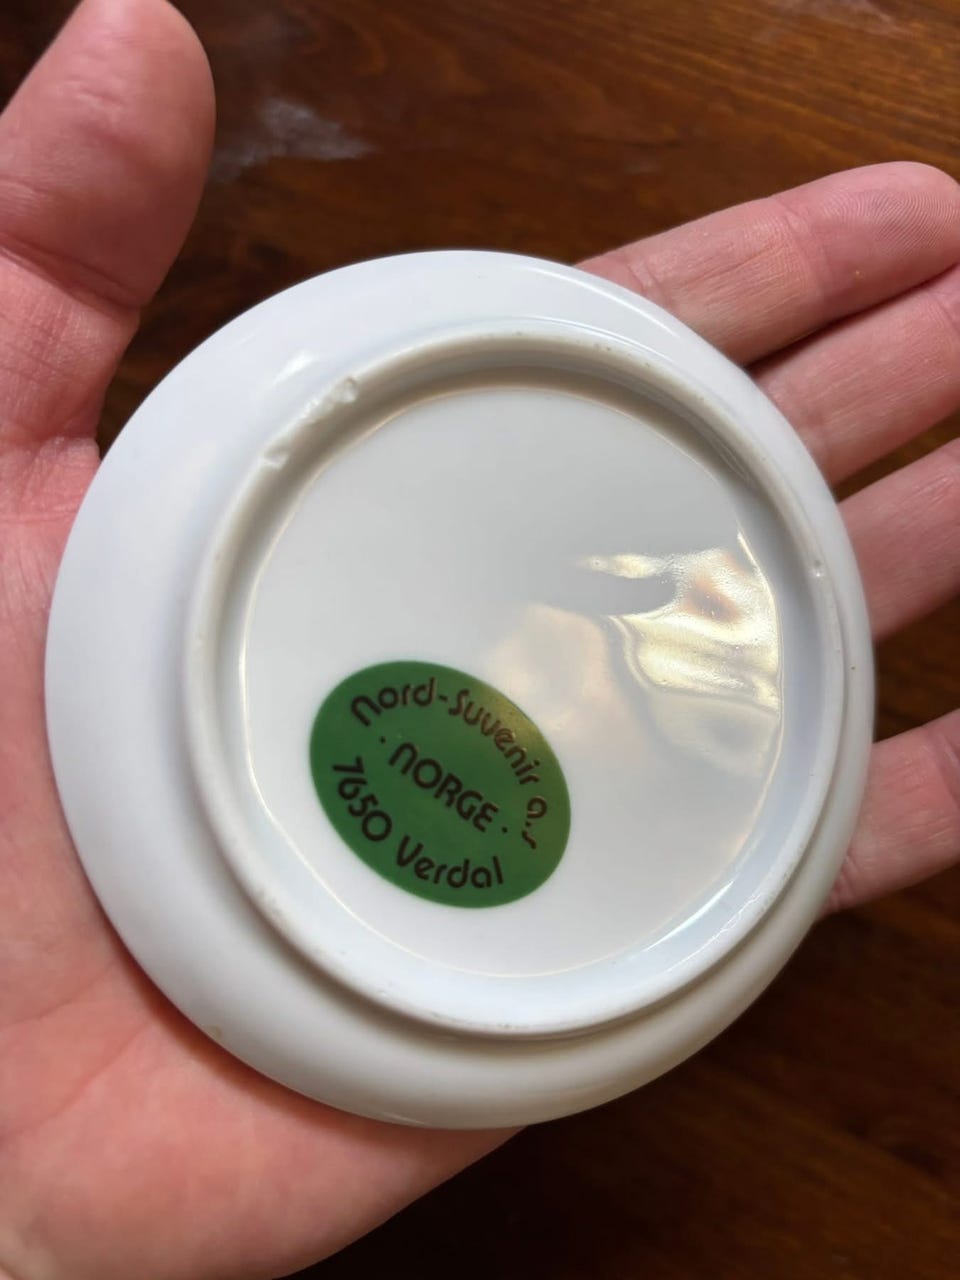 Nord-Suvenir a.s
· NORGE ·
7650 Verdal